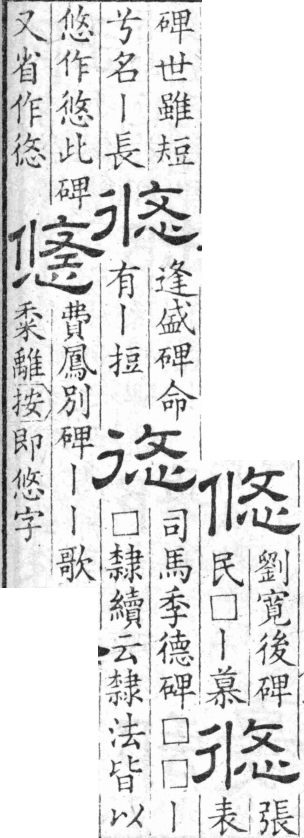 悠
劉寬後碑
民□丨慕
悠
張
表
碑世雖短
兮名丨長
悠
逢盛碑命
有丨𢭃
悠
司馬季德碑□□丨
□隸續云隸法皆以
悠作悠此碑
又省作悠
悠
費鳳別碑丨丨歌
黍離按即悠字